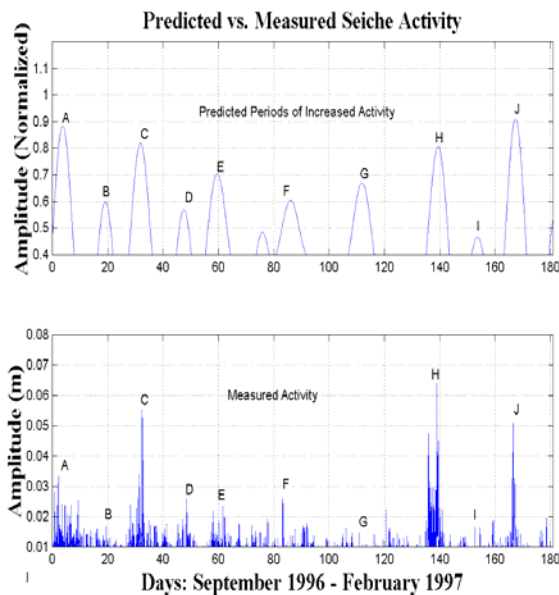 Predicted vs. Measured Seiche Activity
Amplitude (Normalized)
1.1
1
0.9
0.8
0.7
0.6
0.5
0.4
Predicted Periods of Increased Activity
A
B
C
D
E
F
G
H
I
J
0 20 40 60 80 100 120 140 160 180
Amplitude (m)
0.08
0.07
0.06
0.05
0.04
0.03
0.02
0.01
Measured Activity
A
B
C
D
E
F
G
H
I
J
0 20 40 60 80 100 120 140 160 180
Days: September 1996 - February 1997